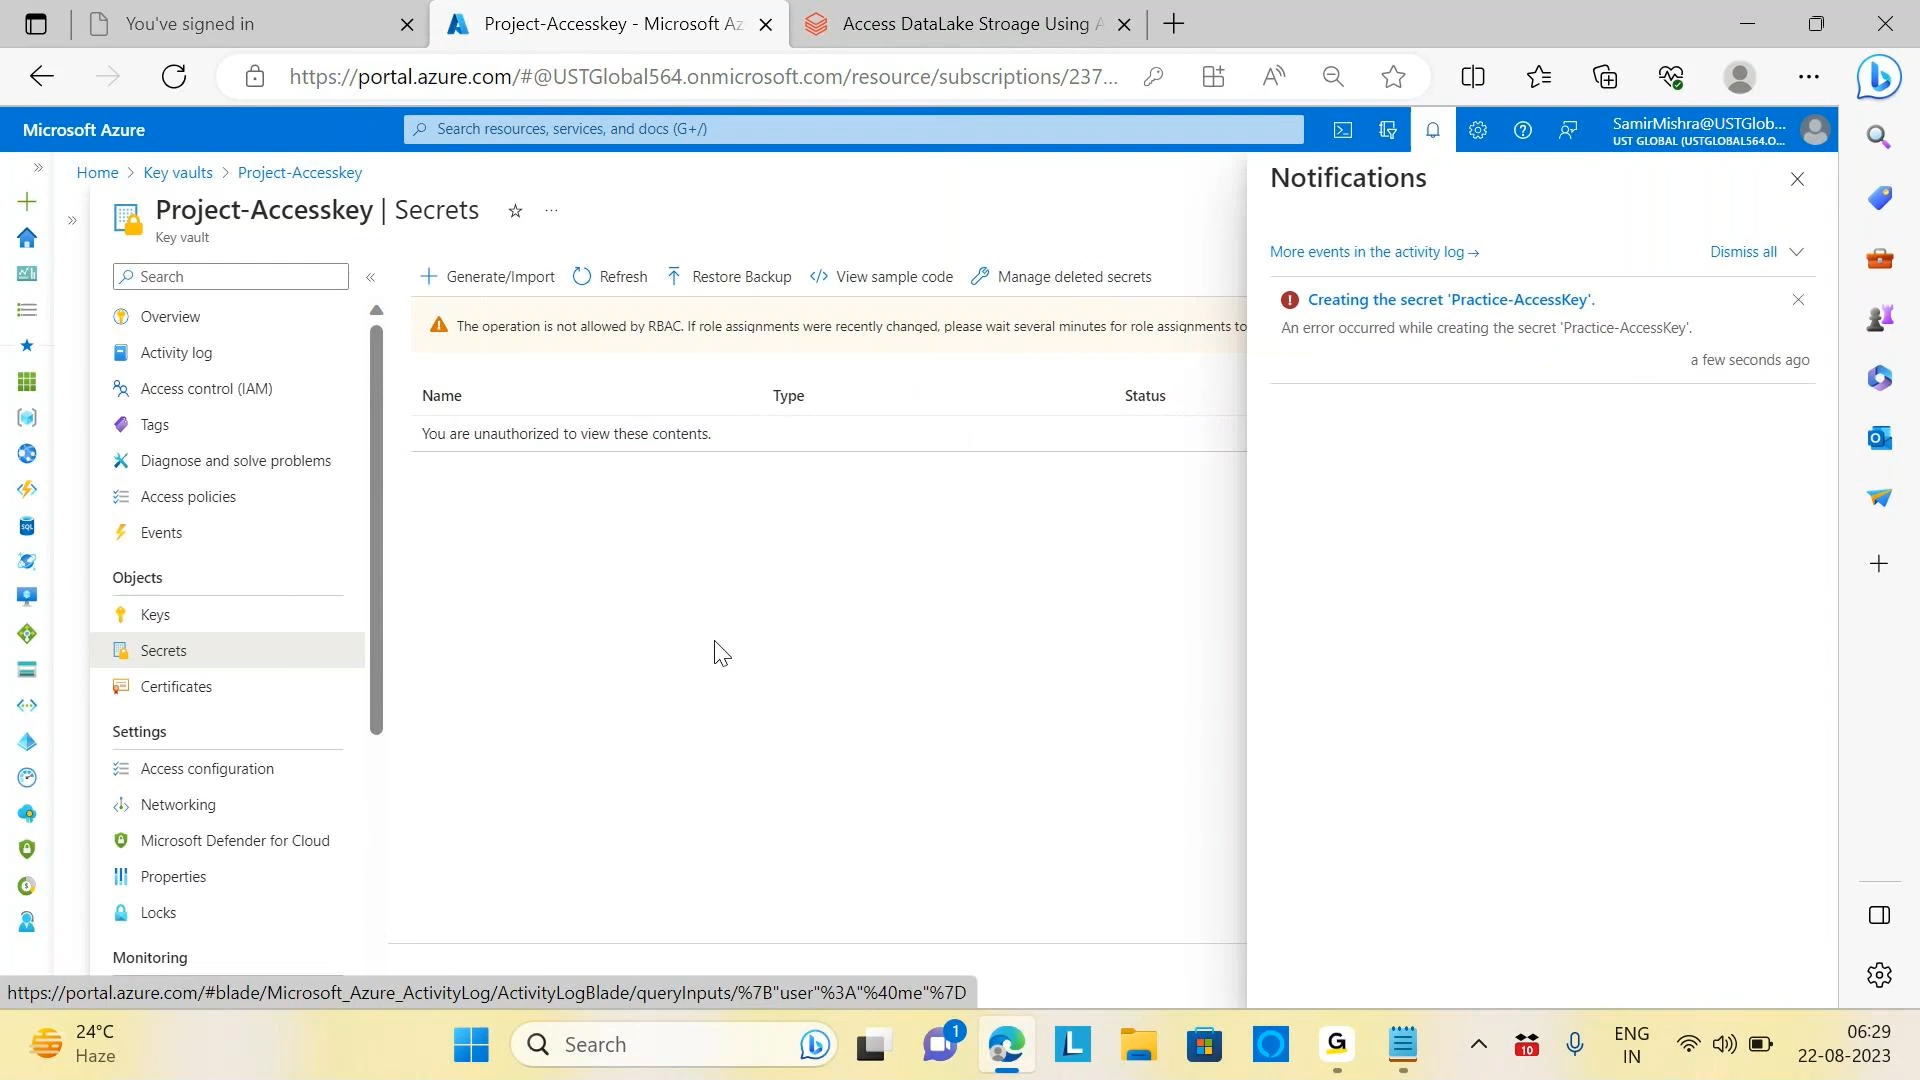 You've signed in
Project-Accesskey - Microsoft Az
Access DataLake Stroage Using A
https://portal.azure.com/#@USTGlobal564.onmicrosoft.com/resource/subscriptions/237...
Microsoft Azure
Search resources, services, and docs (G+/)
SamirMishra@USTGlob...
UST GLOBAL (USTGLOBAL564.O...
Home > Key vaults > Project-Accesskey
Project-Accesskey | Secrets
Key vault
Search
Generate/Import
Refresh
Restore Backup
View sample code
Manage deleted secrets
The operation is not allowed by RBAC. If role assignments were recently changed, please wait several minutes for role assignments to
Name
Type
Status
You are unauthorized to view these contents.
Overview
Activity log
Access control (IAM)
Tags
Diagnose and solve problems
Access policies
Events
Objects
Keys
Secrets
Certificates
Settings
Access configuration
Networking
Microsoft Defender for Cloud
Properties
Locks
Monitoring
Notifications
More events in the activity log →
Dismiss all
Creating the secret 'Practice-AccessKey'.
An error occurred while creating the secret 'Practice-AccessKey'.
a few seconds ago
https://portal.azure.com/#blade/Microsoft_Azure_ActivityLog/ActivityLogBlade/queryInputs/%7B"user"%3A"%40me"%7D
24°C
Haze
Search
1
L
G
10
ENG
IN
06:29
22-08-2023